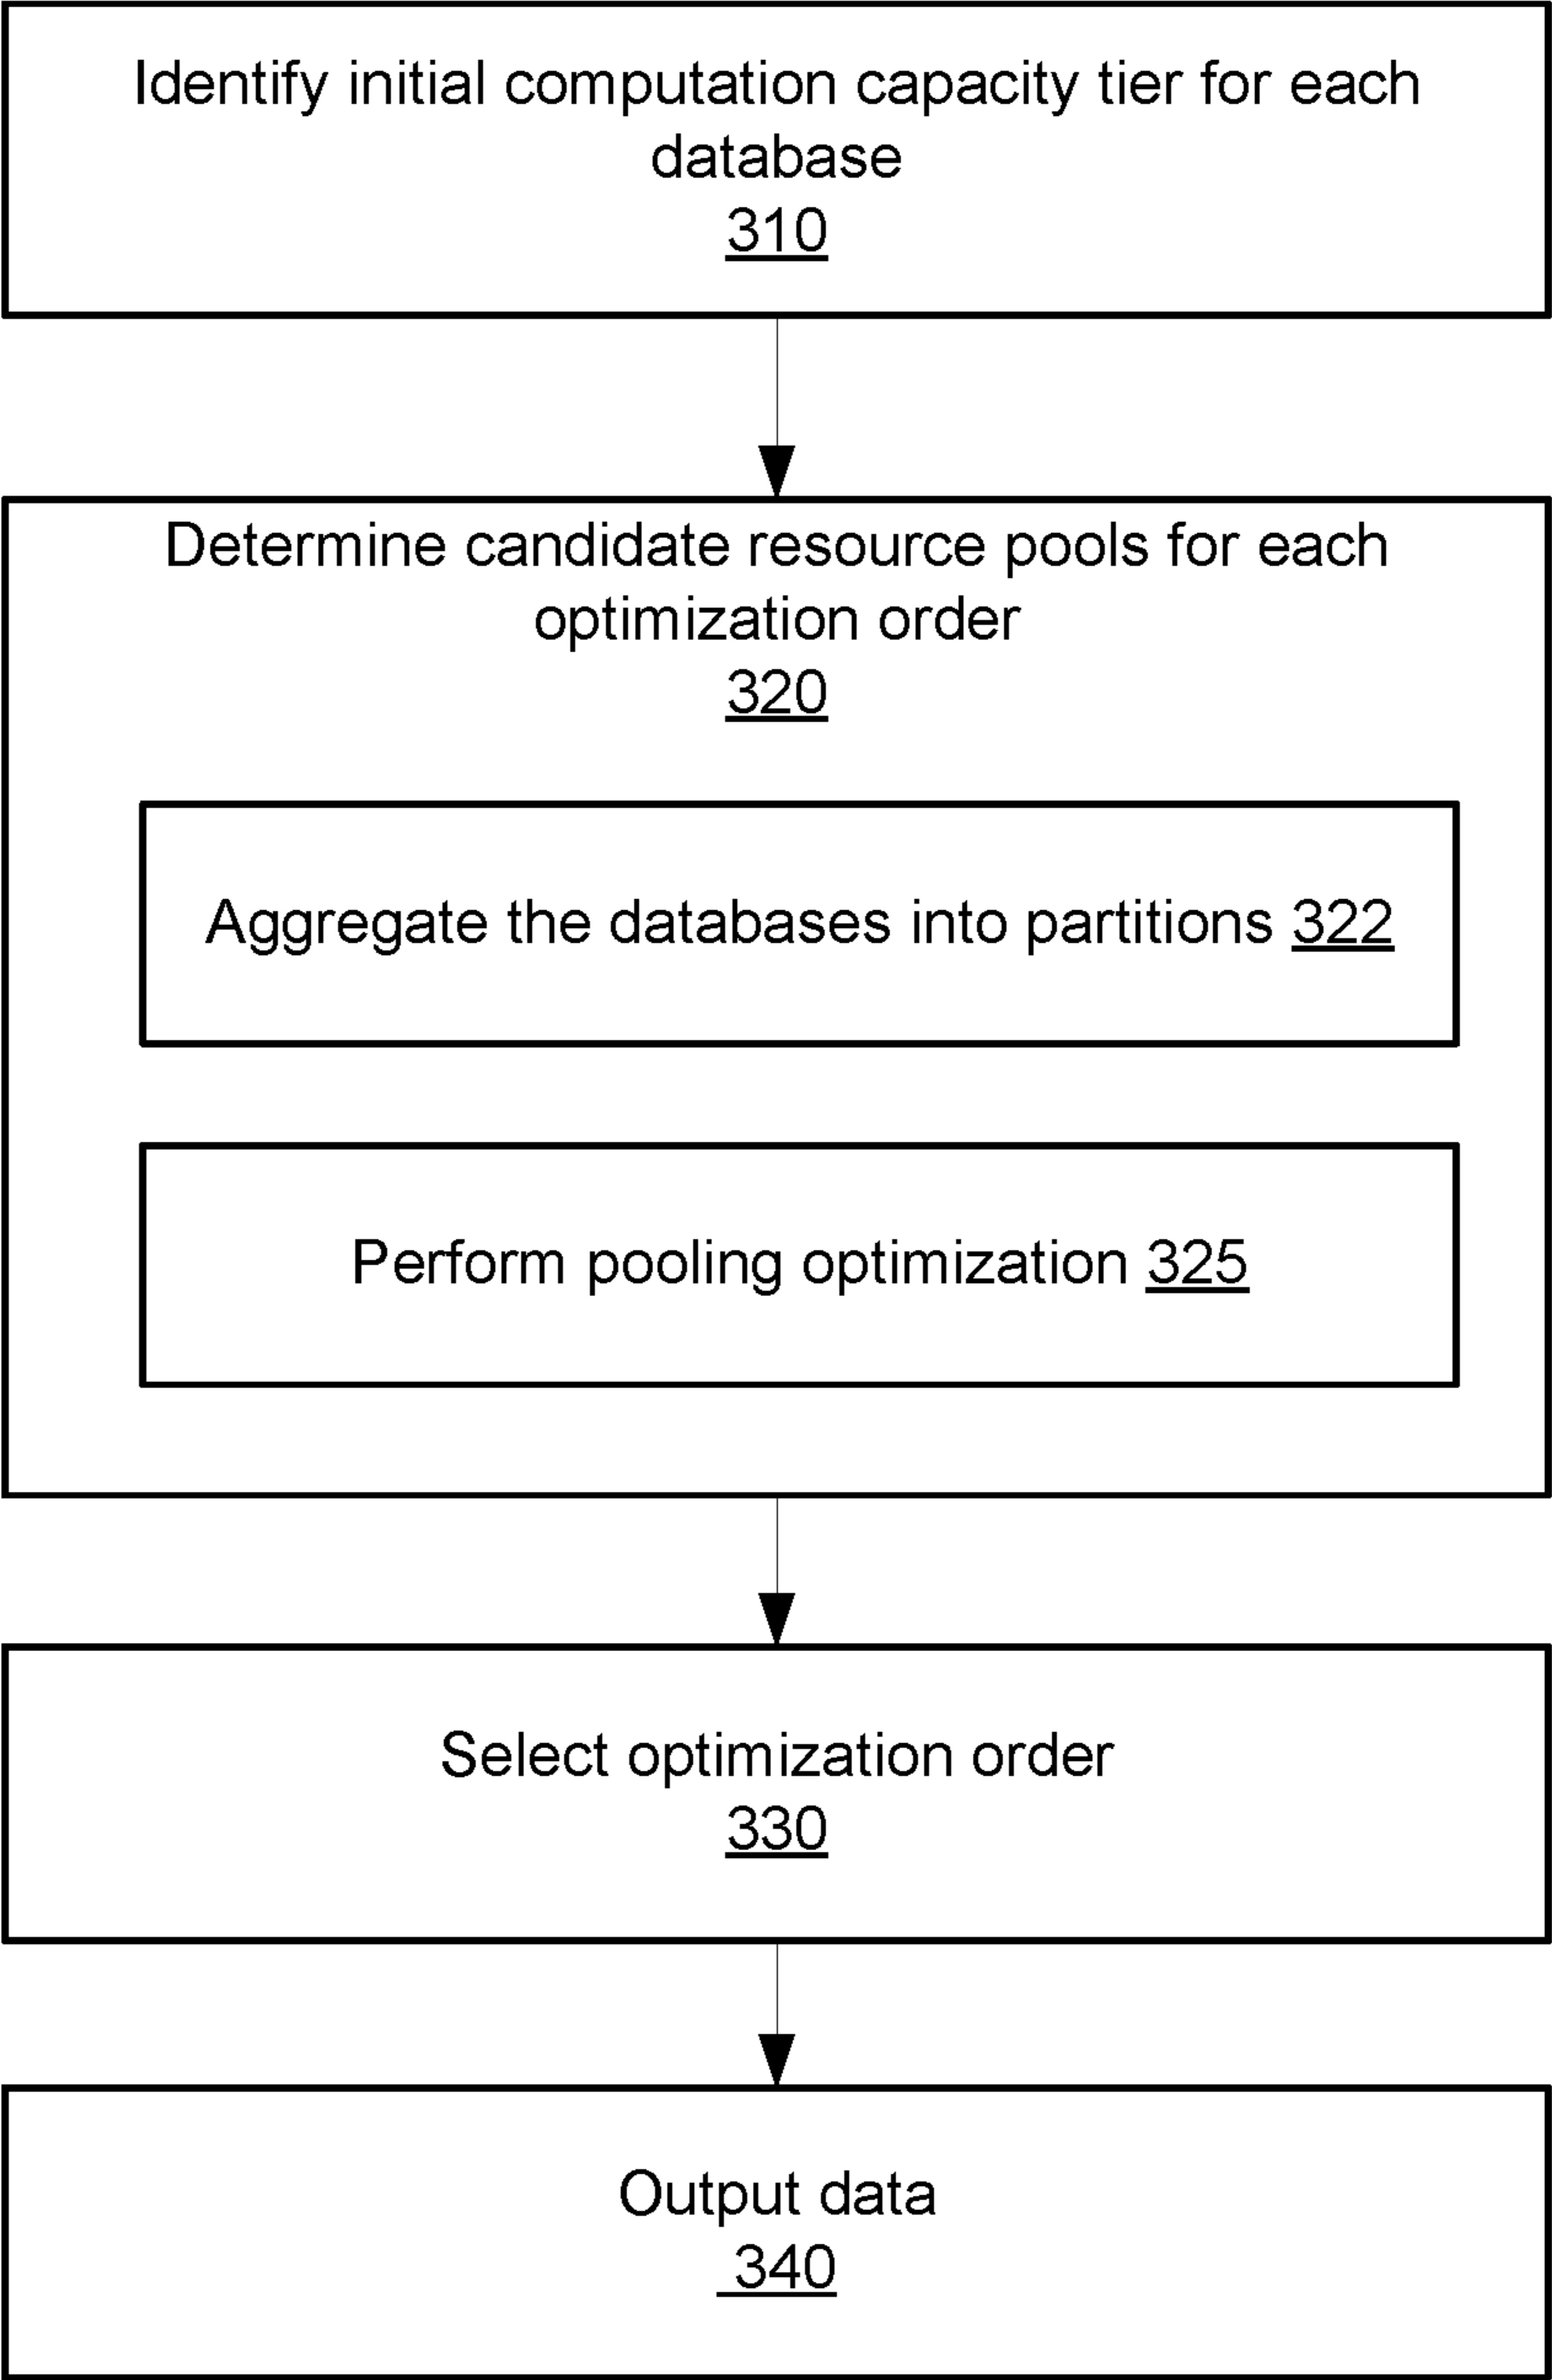 Identify initial computation capacity tier for each
database
310
Determine candidate resource pools for each
optimization order
320
Aggregate the databases into partitions 322
Perform pooling optimization 325
Select optimization order
330
Output data
340